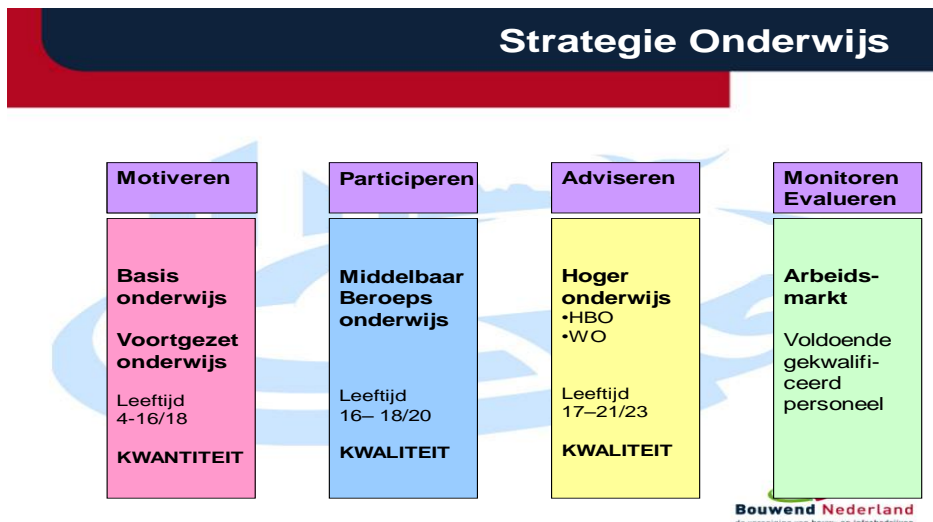 Strategie Onderwijs
Motiveren
Basis
onderwijs
Voortgezet
onderwijs
Leeftijd
4-16/18
KWANTITEIT
Participeren
Middelbaar
Beroeps
onderwijs
Leeftijd
16– 18/20
KWALITEIT
Adviseren
Hoger
onderwijs
•HBO
•WO
Leeftijd
17–21/23
KWALITEIT
Monitoren
Evalueren
Arbeids-
markt
Voldoende
gekwalifi-
ceerd
personeel
Bouwend Nederland